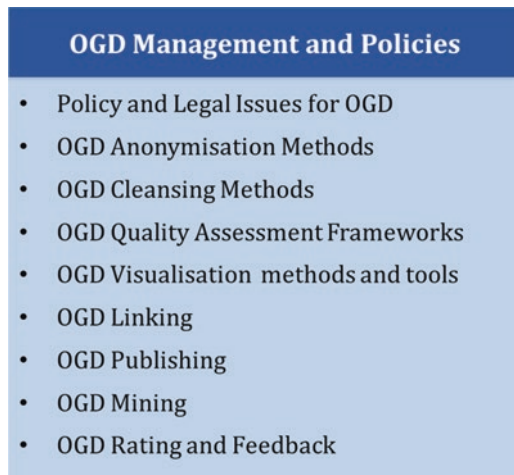 OGD Management and Policies
• Policy and Legal Issues for OGD
• OGD Anonymisation Methods
• OGD Cleansing Methods
• OGD Quality Assessment Frameworks
• OGD Visualisation methods and tools
• OGD Linking
• OGD Publishing
• OGD Mining
• OGD Rating and Feedback